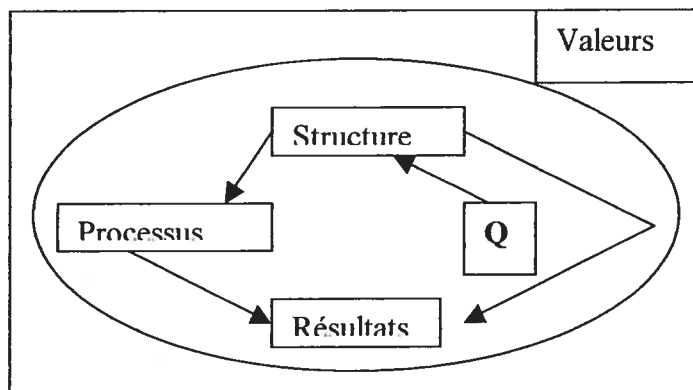 Valeurs
Structure
Processus
Q
Résultats